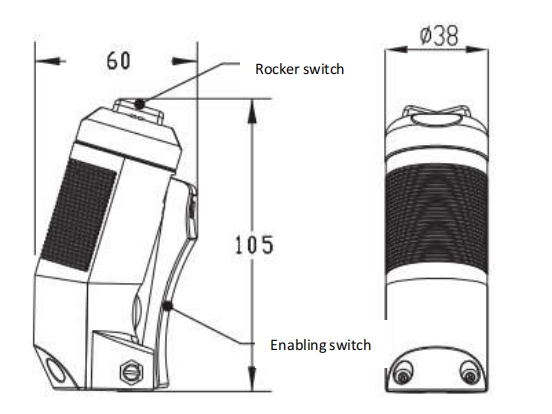 ø38
60
Rocker switch
105
Enabling switch